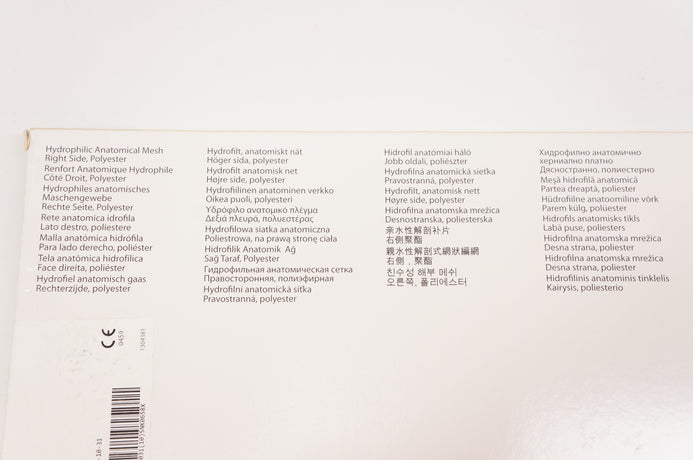 Hydrophilic Anatomical Mesh
Right Side, Polyester
Renfort Anatomique Hydrophile
Côté Droit, Polyester
Hydrophiles anatomisches
Maschengewebe
Rechte Seite, Polyester
Rete anatomica idrofila
Lato destro, poliestere
Malla anatómica hidrófila
Para lado derecho, poliéster
Tela anatómica hidrofílica
Face direita, poliéster
Hydrofiel anatomisch gaas
Rechterzijde, polyester
Hydrofilt, anatomiskt nät
Höger sida, polyester
Hydrofilt anatomisk net
Højre side, polyester
Hydrofiilinen anatominen verkko
Oikea puoli, polyesteri
Υδρόφιλο ανατομικό πλέγμα
Δεξιά πλευρά, πολυεστέρας
Hidrofilik Anatomik Ağ
Sağ Taraf, Polyester
Гидрофильная анатомическая сетка
Правосторонняя, полиэфирная
Hydrofilowa siatka anatomiczna
Poliestrowa, na prawą stronę ciała
Hydrofilní anatomická síťka
Pravostranná, polyester
Hidrofil anatómiai háló
Jobb oldali, poliészter
Hydrofilná anatomická sieťka
Pravostranná, polyester
Hydrofilt, anatomisk nett
Høyre side, polyester
Hidrofilna anatomska mrežica
Desnostranska, poliesterska
亲水性解剖补片
右侧聚酯
親水性解剖式網狀編網
右側，聚酯
친수성 해부 메쉬
오른쪽, 폴리에스터
Хидрофилно анатомично
херниално платно
Дясностранно, полиестерно
Meşă hidrofilă anatomică
Partea dreaptă, poliester
Hüdrofiilne anatoomiline võrk
Parem külg, polüester
Hidrofils anatomisks tīkls
Labā puse, poliesters
Hidrofilna anatomska mrežica
Desna strana, poliester
Hidrofilna anatomska mrežica
Desna strana, poliester
Hidrofilinis anatominis tinklelis
Kairysis, poliesterio
CE
0459
1304381
-10-31
(10)SNK0658X